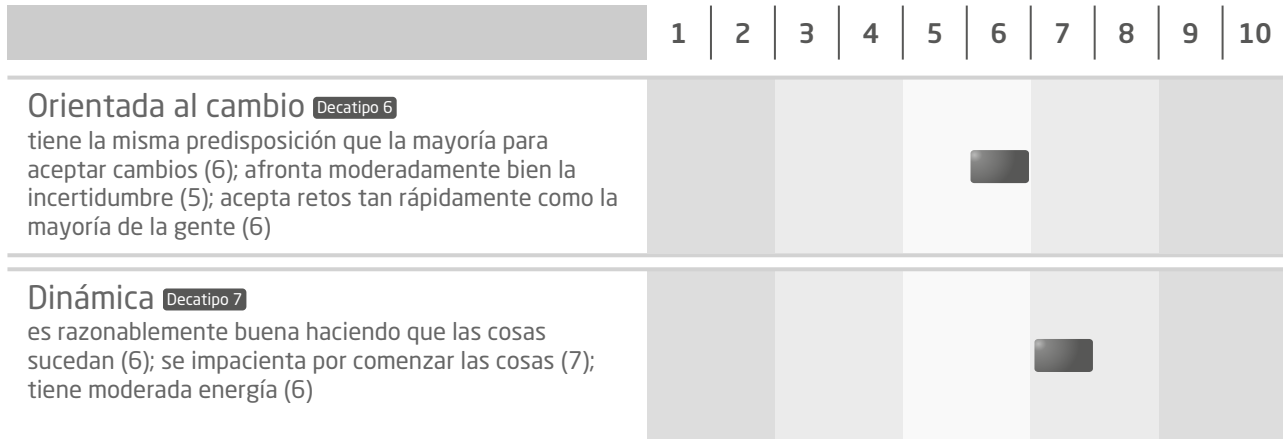 1 2 3 4 5 6 7 8 9 10
Orientada al cambio Decatipo 6
tiene la misma predisposición que la mayoría para
aceptar cambios (6); afronta moderadamente bien la
incertidumbre (5); acepta retos tan rápidamente como la
mayoría de la gente (6)
Dinámica Decatipo 7
es razonablemente buena haciendo que las cosas
sucedan (6); se impacienta por comenzar las cosas (7);
tiene moderada energía (6)